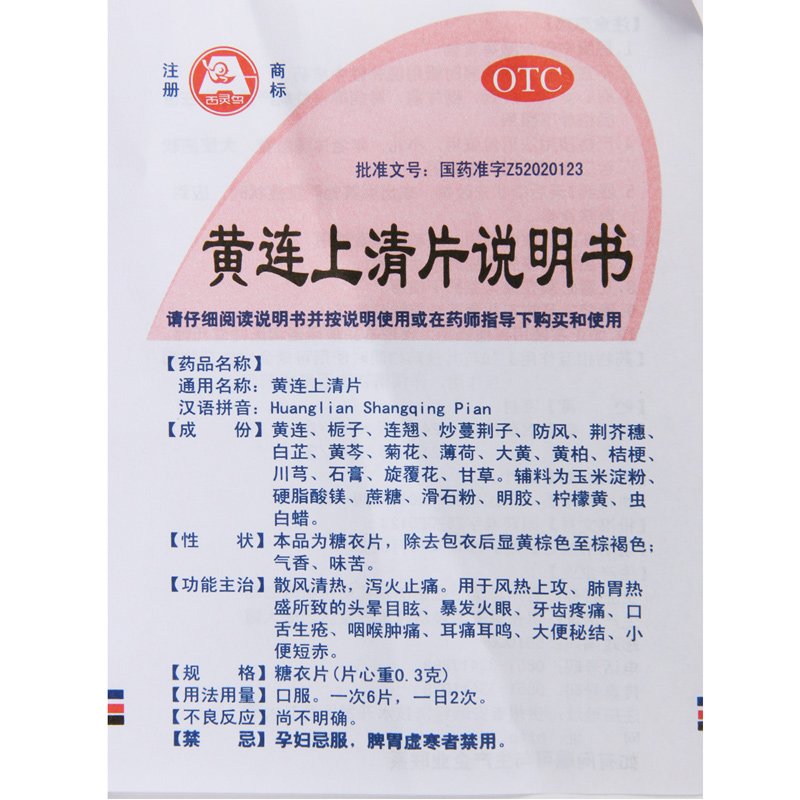 注册
商标
西灵鸟
OTC
批准文号：国药准字Z52020123
黄连上清片说明书
请仔细阅读说明书并按说明使用或在药师指导下购买和使用
【药品名称】
通用名称：黄连上清片
汉语拼音：Huanglian Shangqing Pian
【成　份】黄连、栀子、连翘、炒蔓荆子、防风、荆芥穗、
白芷、黄芩、菊花、薄荷、大黄、黄柏、桔梗、
川芎、石膏、旋覆花、甘草。辅料为玉米淀粉、
硬脂酸镁、蔗糖、滑石粉、明胶、柠檬黄、虫
白蜡。
【性　状】本品为糖衣片，除去包衣后显黄棕色至棕褐色；
气香、味苦。
【功能主治】散风清热，泻火止痛。用于风热上攻、肺胃热
盛所致的头晕目眩、暴发火眼、牙齿疼痛、口
舌生疮、咽喉肿痛、耳痛耳鸣、大便秘结、小
便短赤。
【规　格】糖衣片(片心重0.3克)
【用法用量】口服。一次6片，一日2次。
【不良反应】尚不明确。
【禁　忌】孕妇忌服，脾胃虚寒者禁用。